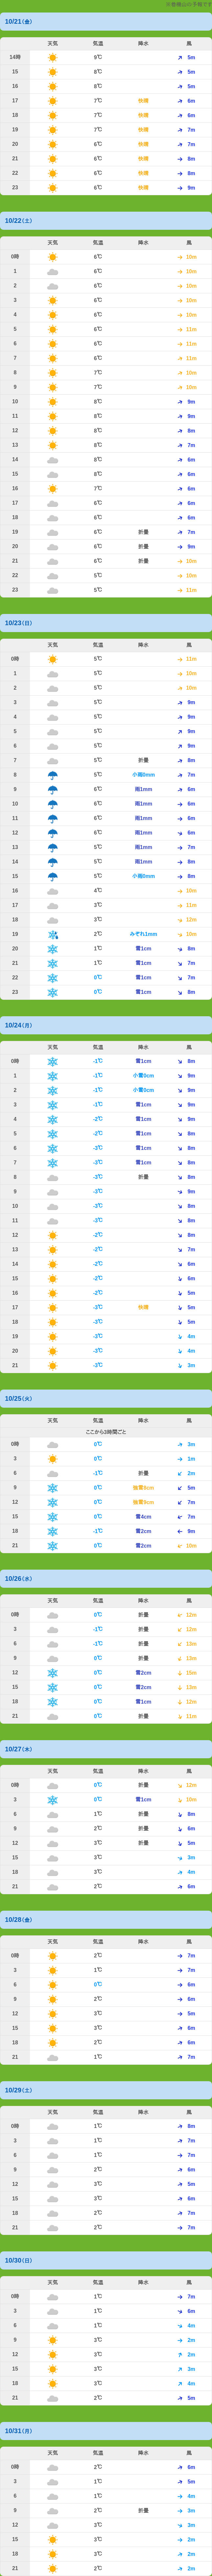 10/21(金)
天気 気温 降水 風
14時 9℃ 5m
15 8℃ 5m
16 8℃ 5m
17 7℃ 快晴 6m
18 7℃ 快晴 6m
19 7℃ 快晴 7m
20 6℃ 快晴 7m
21 6℃ 快晴 8m
22 6℃ 快晴 8m
23 6℃ 快晴 9m
10/22(土)
天気 気温 降水 風
0時 6℃ 10m
1 6℃ 10m
2 6℃ 10m
3 6℃ 10m
4 6℃ 10m
5 6℃ 11m
6 6℃ 11m
7 6℃ 11m
8 7℃ 10m
9 7℃ 10m
10 8℃ 9m
11 8℃ 9m
12 8℃ 8m
13 8℃ 7m
14 8℃ 6m
15 8℃ 6m
16 7℃ 6m
17 6℃ 6m
18 6℃ 6m
19 6℃ 折曇 7m
20 6℃ 折曇 9m
21 6℃ 折曇 10m
22 5℃ 10m
23 5℃ 11m
10/23(日)
天気 気温 降水 風
0時 5℃ 11m
1 5℃ 10m
2 5℃ 10m
3 5℃ 9m
4 5℃ 9m
5 5℃ 9m
6 5℃ 9m
7 5℃ 折曇 8m
8 5℃ 小雨0mm 7m
9 6℃ 雨1mm 6m
10 6℃ 雨1mm 6m
11 6℃ 雨1mm 6m
12 6℃ 雨1mm 6m
13 5℃ 雨1mm 7m
14 5℃ 雨1mm 8m
15 5℃ 小雨0mm 8m
16 4℃ 10m
17 3℃ 11m
18 3℃ 12m
19 2℃ みぞれ1mm 10m
20 1℃ 雪1cm 8m
21 1℃ 雪1cm 7m
22 0℃ 雪1cm 7m
23 0℃ 雪1cm 8m
10/24(月)
天気 気温 降水 風
0時 -1℃ 雪1cm 8m
1 -1℃ 小雪0cm 9m
2 -1℃ 小雪0cm 9m
3 -1℃ 雪1cm 9m
4 -2℃ 雪1cm 9m
5 -2℃ 雪1cm 8m
6 -3℃ 雪1cm 8m
7 -3℃ 雪1cm 8m
8 -3℃ 折曇 8m
9 -3℃ 9m
10 -3℃ 8m
11 -3℃ 8m
12 -2℃ 8m
13 -2℃ 7m
14 -2℃ 6m
15 -2℃ 6m
16 -2℃ 5m
17 -3℃ 快晴 5m
18 -3℃ 5m
19 -3℃ 4m
20 -3℃ 4m
21 -3℃ 3m
10/25(火)
天気 気温 降水 風
ここから3時間ごと
0時 0℃ 3m
3 0℃ 1m
6 -1℃ 折曇 2m
9 0℃ 5m
12 0℃ 7m
15 0℃ 雪4cm 7m
18 -1℃ 雪2cm 9m
21 0℃ 雪2cm 10m
10/26(水)
天気 気温 降水 風
0時 0℃ 折曇 12m
3 -1℃ 折曇 12m
6 -1℃ 折曇 13m
9 0℃ 折曇 13m
12 0℃ 雪2cm 15m
15 0℃ 雪2cm 13m
18 0℃ 雪1cm 12m
21 0℃ 折曇 11m
10/27(木)
天気 気温 降水 風
0時 0℃ 折曇 12m
3 0℃ 雪1cm 10m
6 1℃ 折曇 8m
9 2℃ 折曇 6m
12 3℃ 折曇 5m
15 3℃ 3m
18 3℃ 4m
21 2℃ 6m
10/28(金)
天気 気温 降水 風
0時 2℃ 7m
3 1℃ 7m
6 0℃ 6m
9 2℃ 6m
12 3℃ 5m
15 3℃ 6m
18 2℃ 6m
21 1℃ 7m
10/29(土)
天気 気温 降水 風
0時 1℃ 8m
3 1℃ 7m
6 1℃ 7m
9 2℃ 6m
12 3℃ 5m
15 3℃ 6m
18 2℃ 7m
21 2℃ 7m
10/30(日)
天気 気温 降水 風
0時 1℃ 7m
3 1℃ 6m
6 1℃ 4m
9 3℃ 2m
12 3℃ 2m
15 3℃ 3m
18 3℃ 4m
21 2℃ 5m
10/31(月)
天気 気温 降水 風
0時 2℃ 6m
3 1℃ 5m
6 1℃ 4m
9 2℃ 折曇 3m
12 3℃ 3m
15 3℃ 2m
18 3℃ 2m
21 2℃ 2m